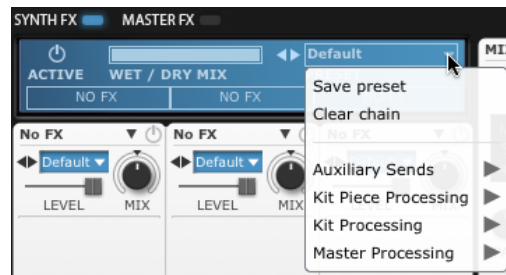 SYNTH FX MASTER FX
Default
ACTIVE WET / DRY MIX
NO FX NO FX
Save preset
Clear chain
Auxiliary Sends
Kit Piece Processing
Kit Processing
Master Processing
No FX No FX
Default Default
LEVEL MIX LEVEL MIX